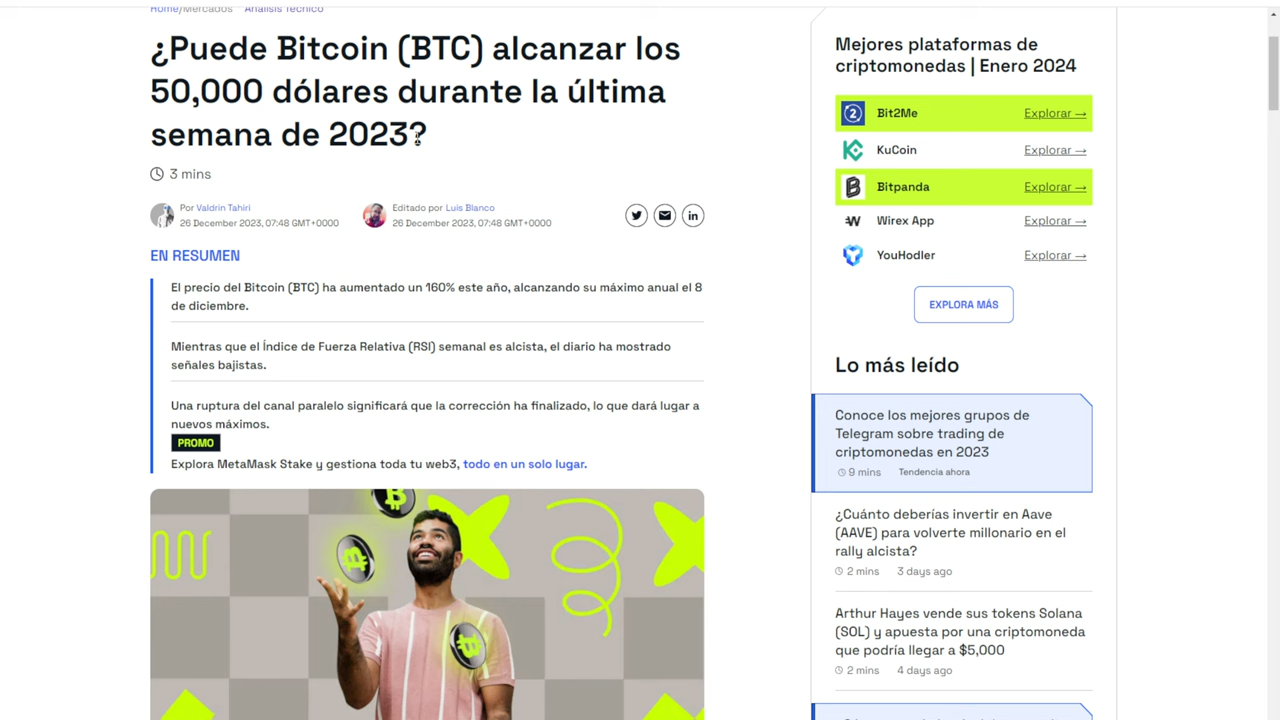 Home/Mercados Análisis Técnico
¿Puede Bitcoin (BTC) alcanzar los
50,000 dólares durante la última
semana de 2023?
3 mins
Por Valdrin Tahiri
26 December 2023, 07:48 GMT+0000
Editado por Luis Blanco
26 December 2023, 07:48 GMT+0000
EN RESUMEN
El precio del Bitcoin (BTC) ha aumentado un 160% este año, alcanzando su máximo anual el 8
de diciembre.
Mientras que el Índice de Fuerza Relativa (RSI) semanal es alcista, el diario ha mostrado
señales bajistas.
Una ruptura del canal paralelo significará que la corrección ha finalizado, lo que dará lugar a
nuevos máximos.
PROMO
Explora MetaMask Stake y gestiona toda tu web3, todo en un solo lugar.
Mejores plataformas de
criptomonedas | Enero 2024
Bit2Me Explorar →
KuCoin Explorar →
Bitpanda Explorar →
Wirex App Explorar →
YouHodler Explorar →
EXPLORA MÁS
Lo más leído
Conoce los mejores grupos de
Telegram sobre trading de
criptomonedas en 2023
9 mins Tendencia ahora
¿Cuánto deberías invertir en Aave
(AAVE) para volverte millonario en el
rally alcista?
2 mins 3 days ago
Arthur Hayes vende sus tokens Solana
(SOL) y apuesta por una criptomoneda
que podría llegar a $5,000
2 mins 4 days ago